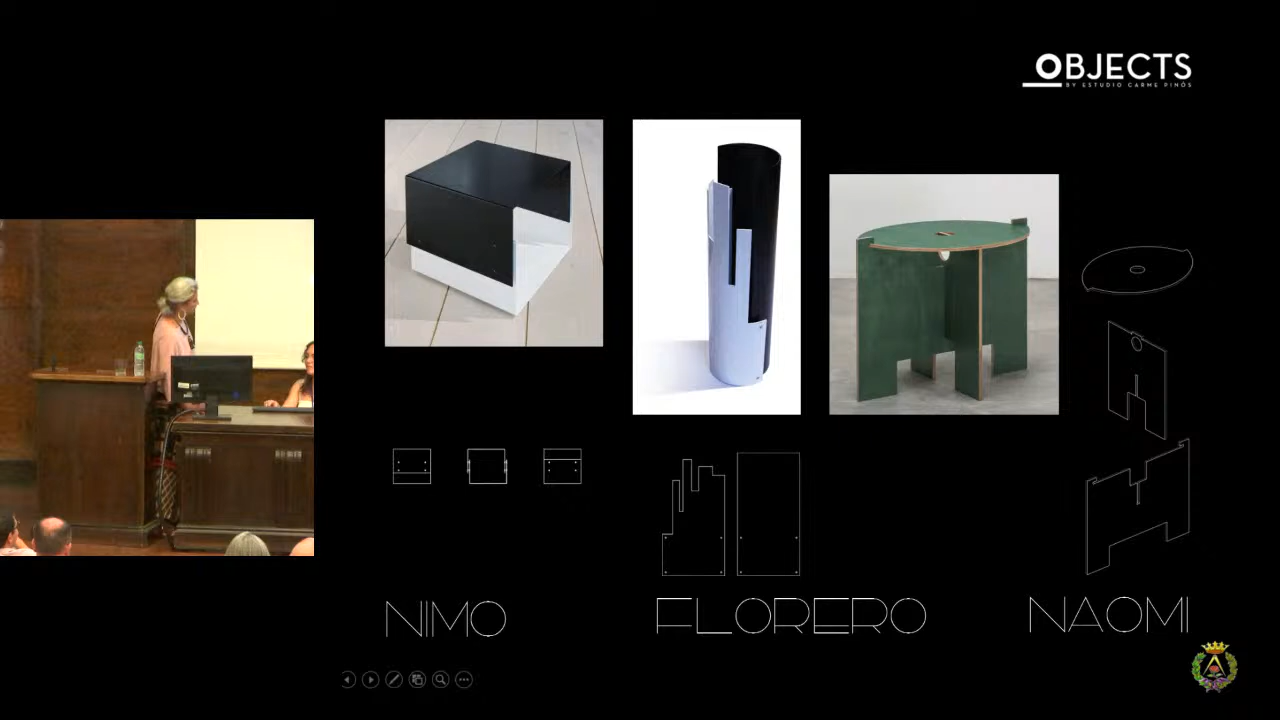 OBJECTS
BY ESTUDIO CARME PINÓS
NIMO
FLORERO
NAOMI